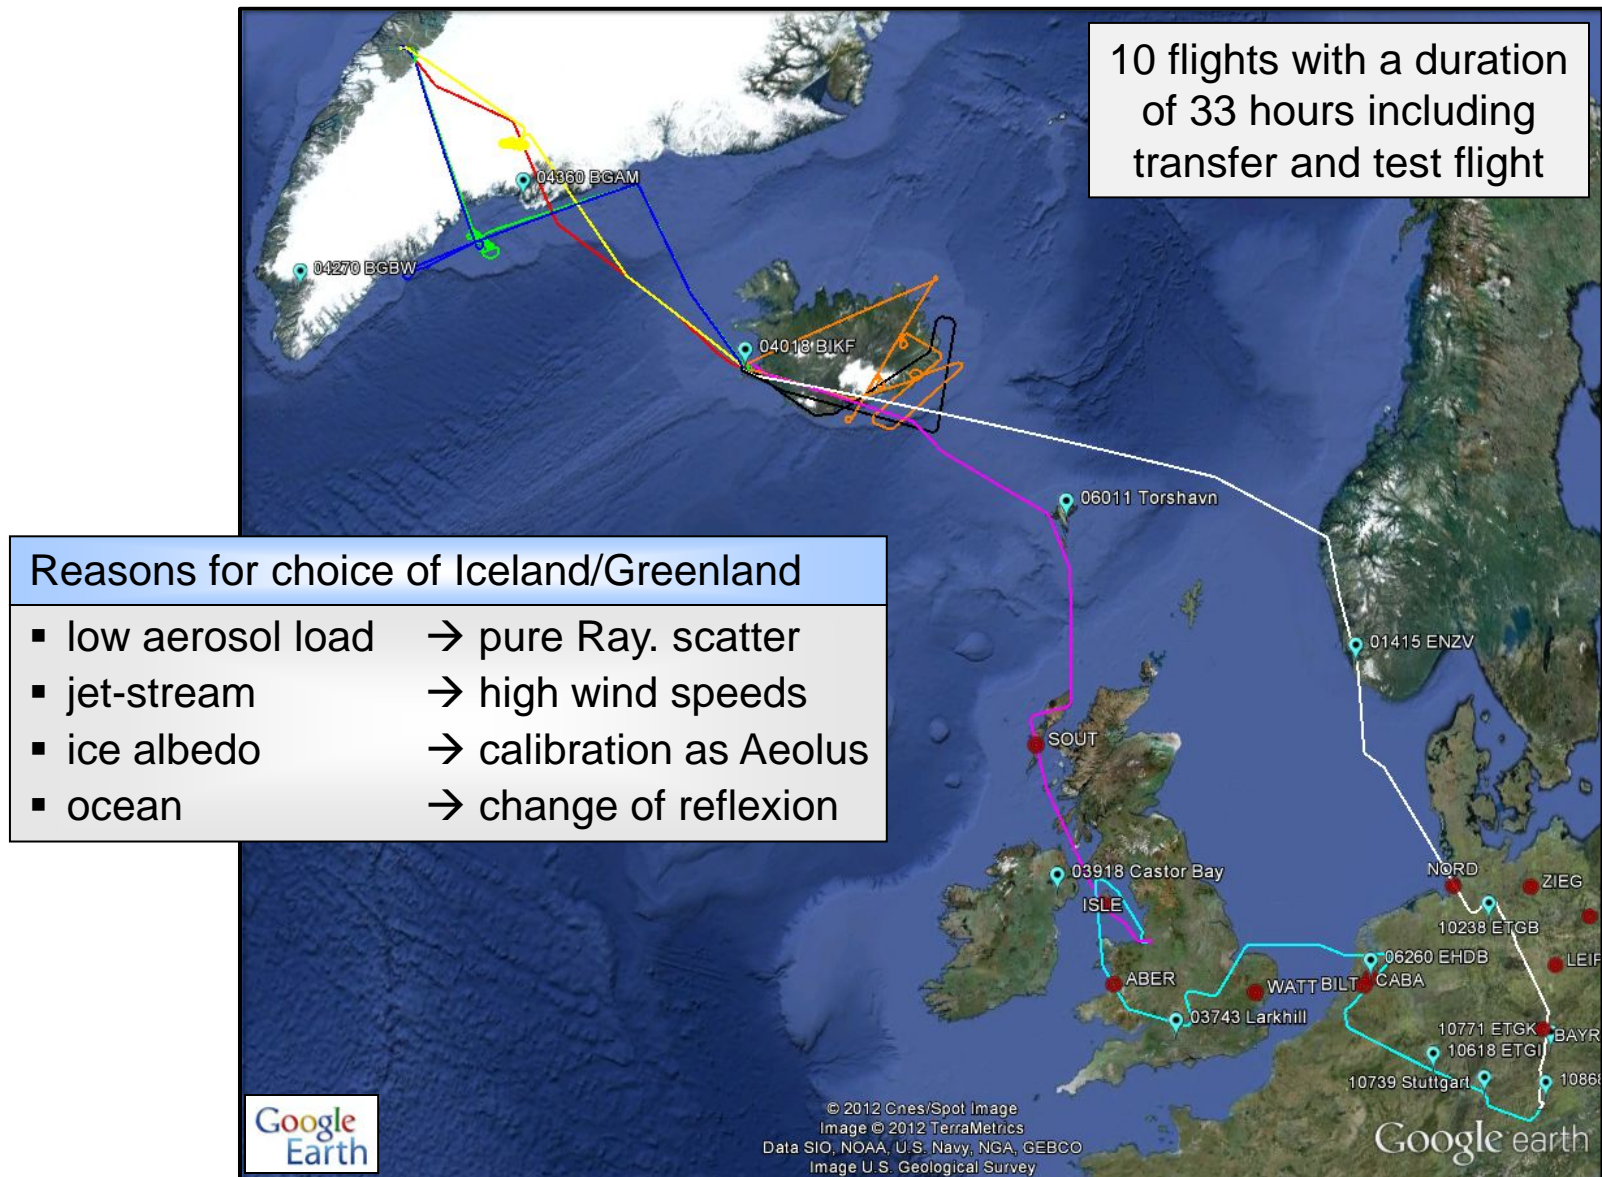 10 flights with a duration
of 33 hours including
transfer and test flight
04360 BGAM
04270 BGBW
04018 BIKF
06011 Torshavn
Reasons for choice of Iceland/Greenland
▪ low aerosol load → pure Ray. scatter
▪ jet-stream → high wind speeds
▪ ice albedo → calibration as Aeolus
▪ ocean → change of reflexion
01415 ENZV
SOUT
03918 Castor Bay
ISLE
NORD
ZIEG
10238 ETGB
06260 EHDB
LEIF
ABER
WATT
BILT
CABA
03743 Larkhill
10771 ETGK
BAYR
10618 ETGI
10739 Stuttgart
1086
© 2012 Cnes/Spot Image
Image © 2012 TerraMetrics
Data SIO, NOAA, U.S. Navy, NGA, GEBCO
Image U.S. Geological Survey
Google
Earth
Google earth